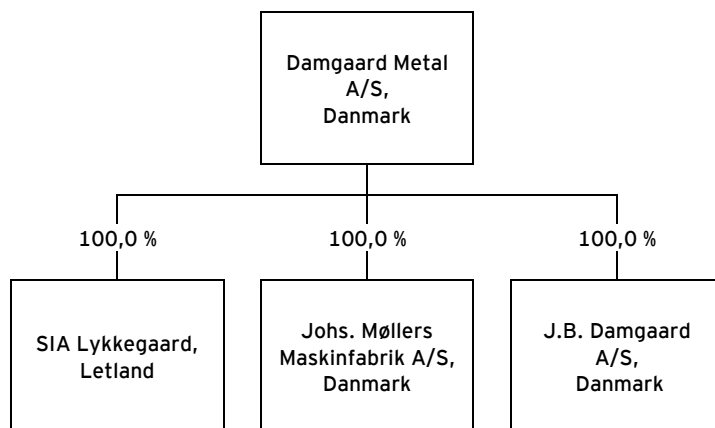 Damgaard Metal
A/S,
Danmark
100,0 %
100,0 %
100,0 %
SIA Lykkegaard,
Letland
Johs. Møllers
Maskinfabrik A/S,
Danmark
J.B. Damgaard
A/S,
Danmark